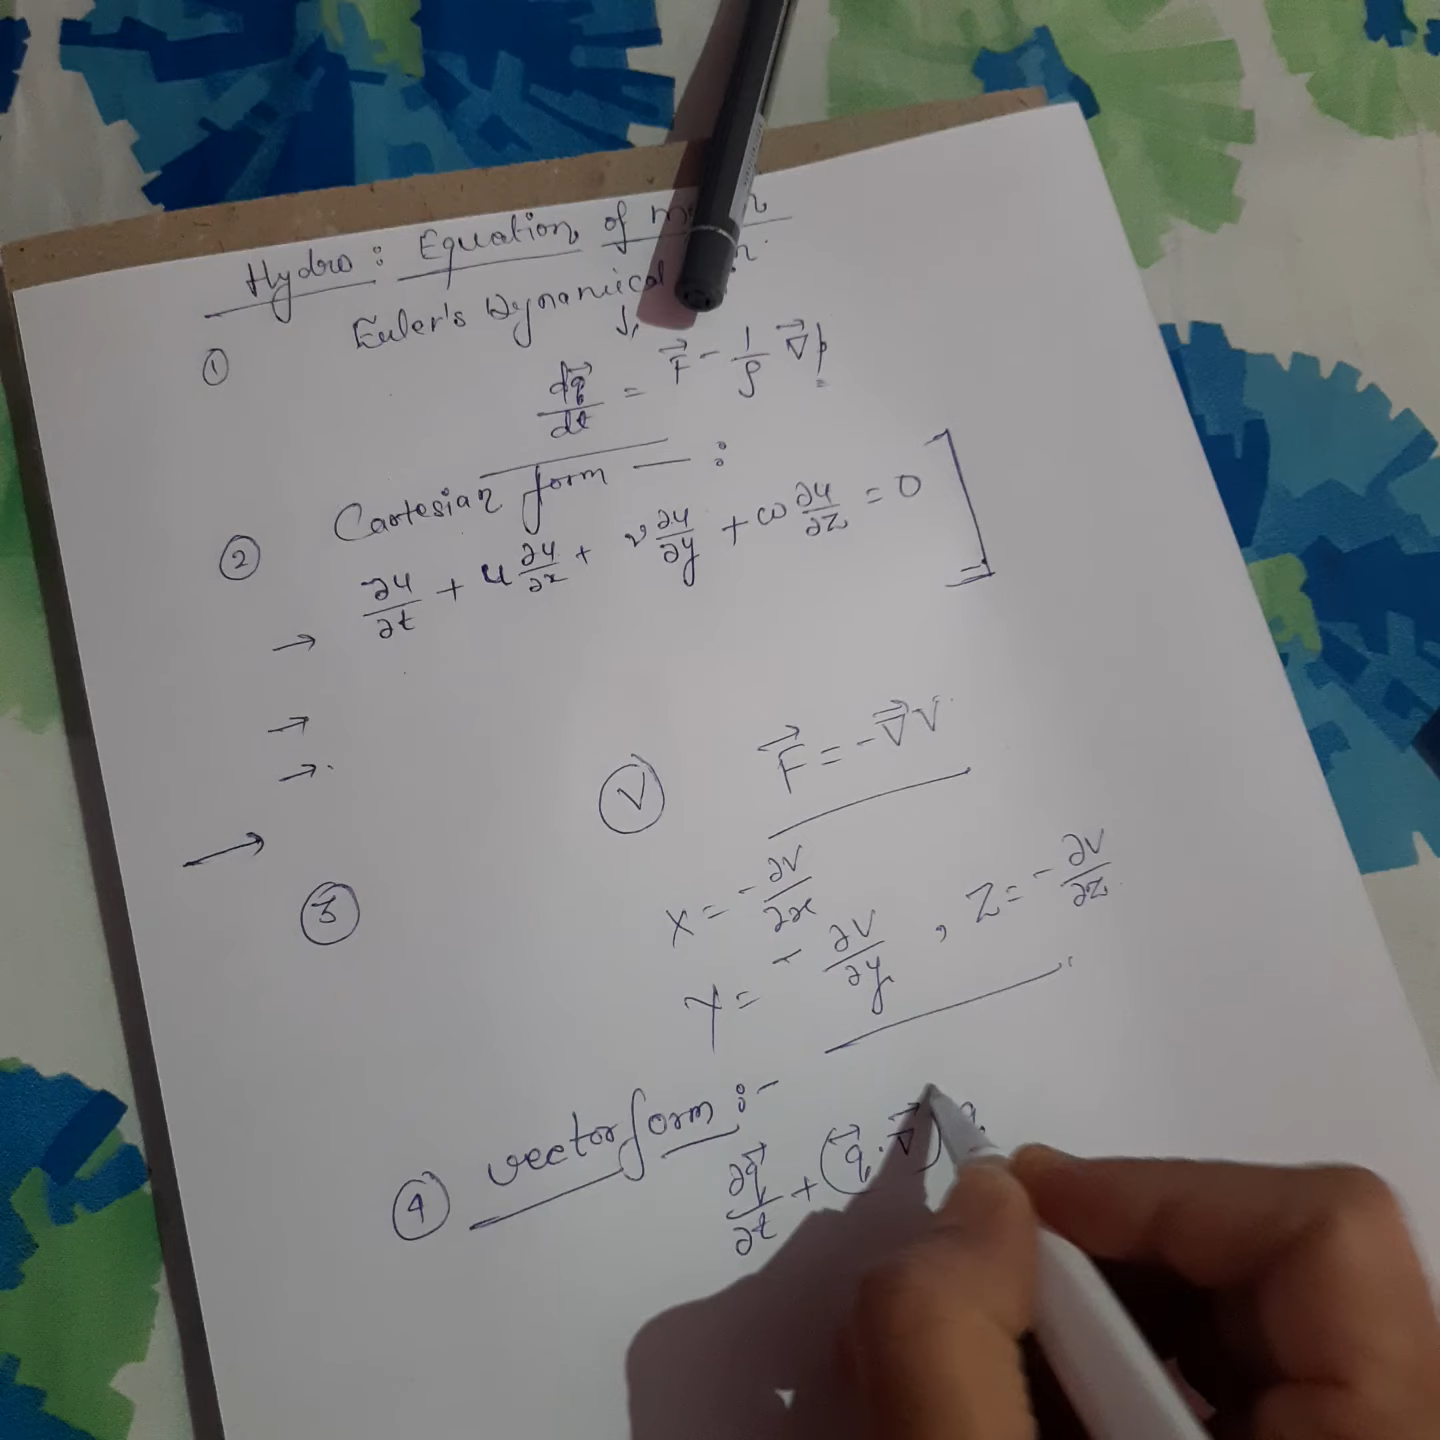 Hydro : Equation of
Euler's Dynamical
①
dq⃗/dt = F⃗ - 1/ρ ∇⃗p
② Cartesian form — :
→ ∂u/∂t + u ∂u/∂x + v ∂u/∂y + w ∂u/∂z = 0 ]
→
→
→
Ⓥ F⃗ = -∇⃗V
③
X = -∂V/∂x
Y = -∂V/∂y , Z = -∂V/∂z
④ vector form :-
∂q⃗/∂t + (q⃗ · ∇⃗) q